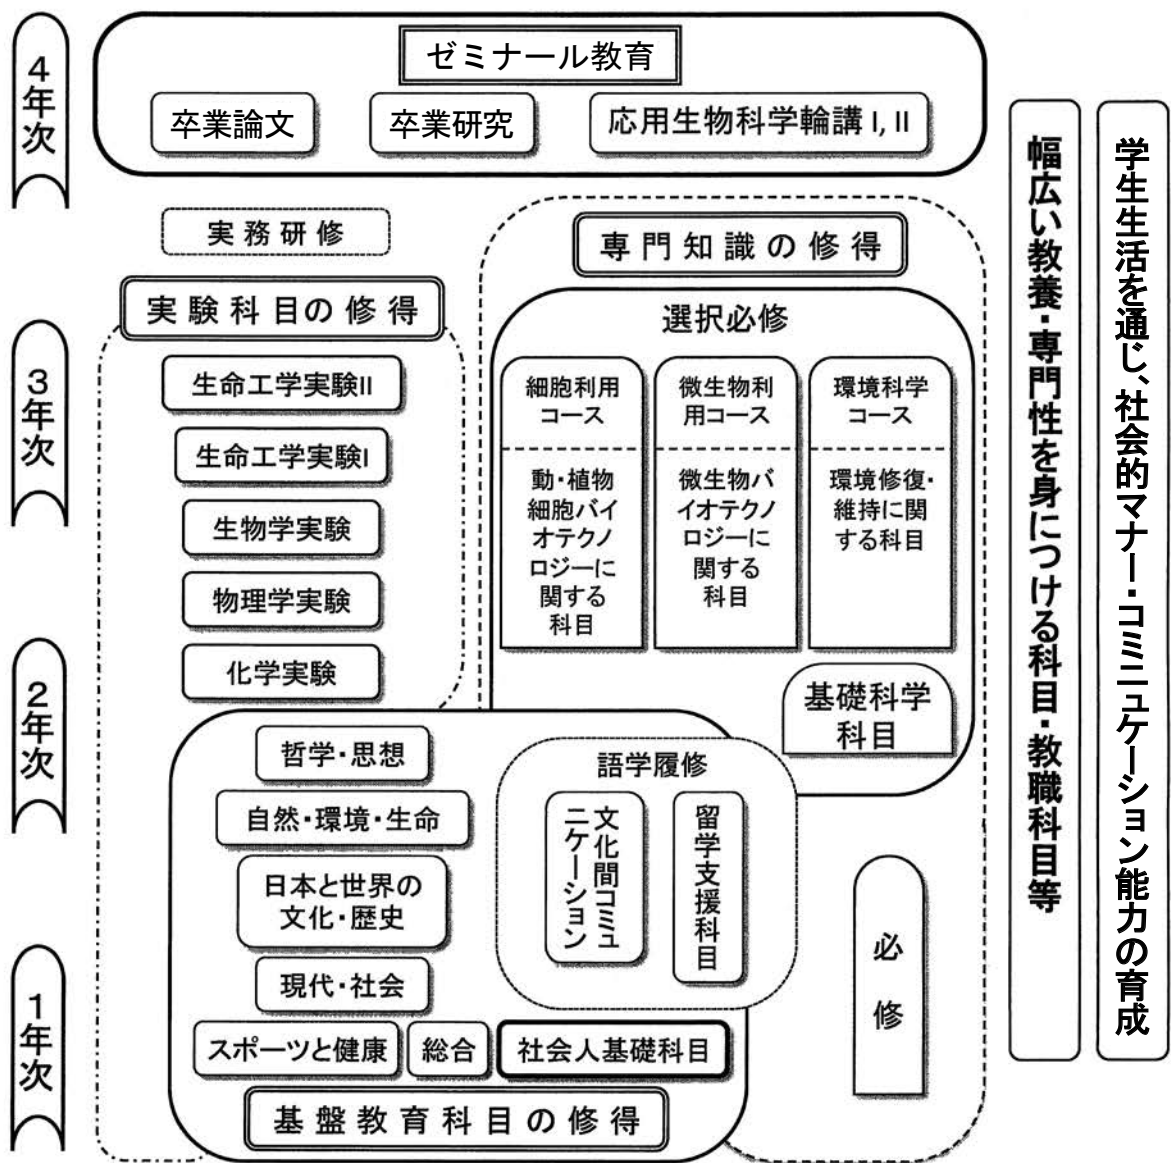 4年次
ゼミナール教育
卒業論文
卒業研究
応用生物科学輪講 I, II
実務研修
実験科目の修得
3年次
生命工学実験II
生命工学実験I
生物学実験
物理学実験
化学実験
専門知識の修得
選択必修
細胞利用
コース
動・植物
細胞バイ
オテクノ
ロジーに
関する
科目
微生物利
用コース
微生物バ
イオテクノ
ロジーに
関する
科目
環境科学
コース
環境修復・
維持に関
する科目
基礎科学
科目
2年次
哲学・思想
自然・環境・生命
日本と世界の
文化・歴史
現代・社会
語学履修
文化間コミュ
ニケーション
留学支援科目
必修
1年次
スポーツと健康
総合
社会人基礎科目
基盤教育科目の修得
幅広い教養・専門性を身につける科目・教職科目等
学生生活を通じ、社会的マナー・コミニュケーション能力の育成